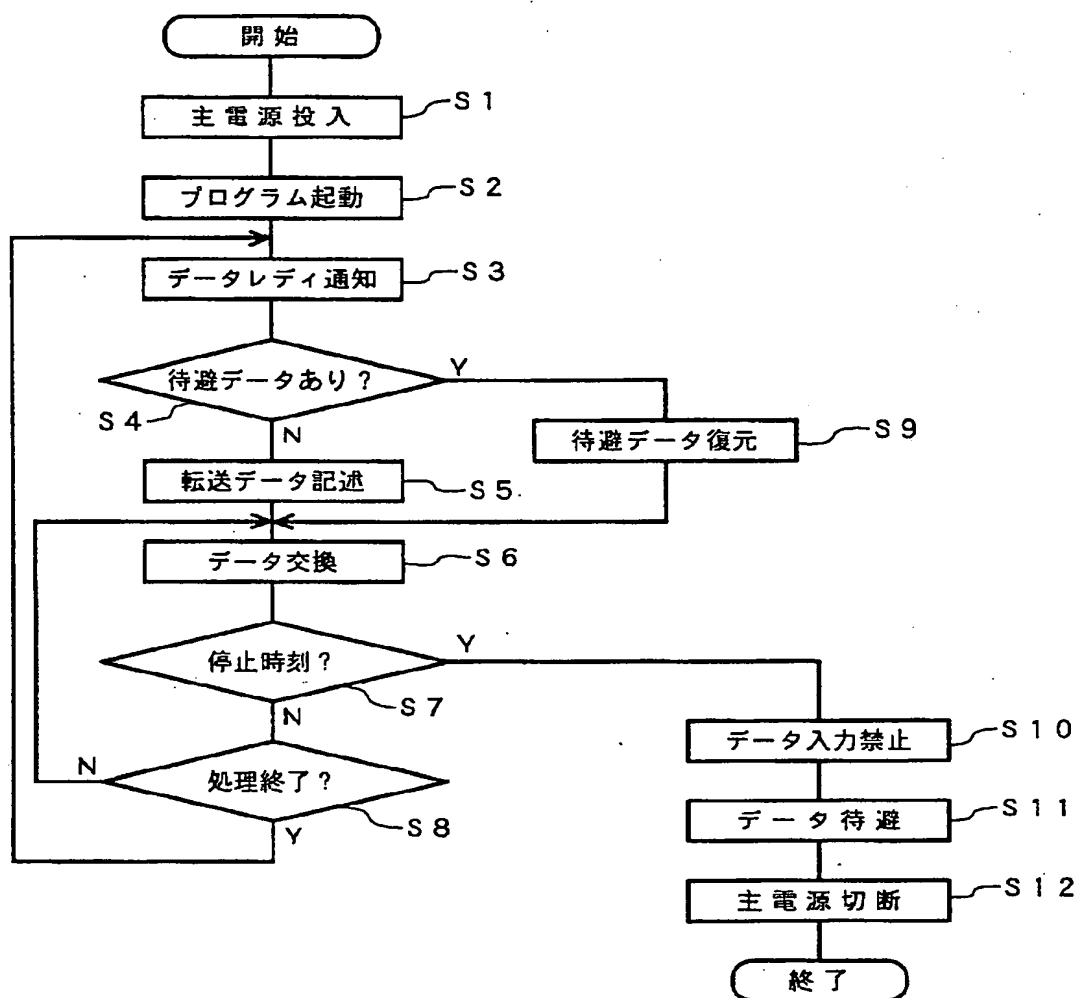 開始
主電源投入
S1
プログラム起動
S2
データレディ通知
S3
待避データあり?
S4
Y
N
待避データ復元
S9
転送データ記述
S5
データ交換
S6
停止時刻?
S7
Y
N
データ入力禁止
S10
処理終了?
S8
N
Y
データ待避
S11
主電源切断
S12
終了